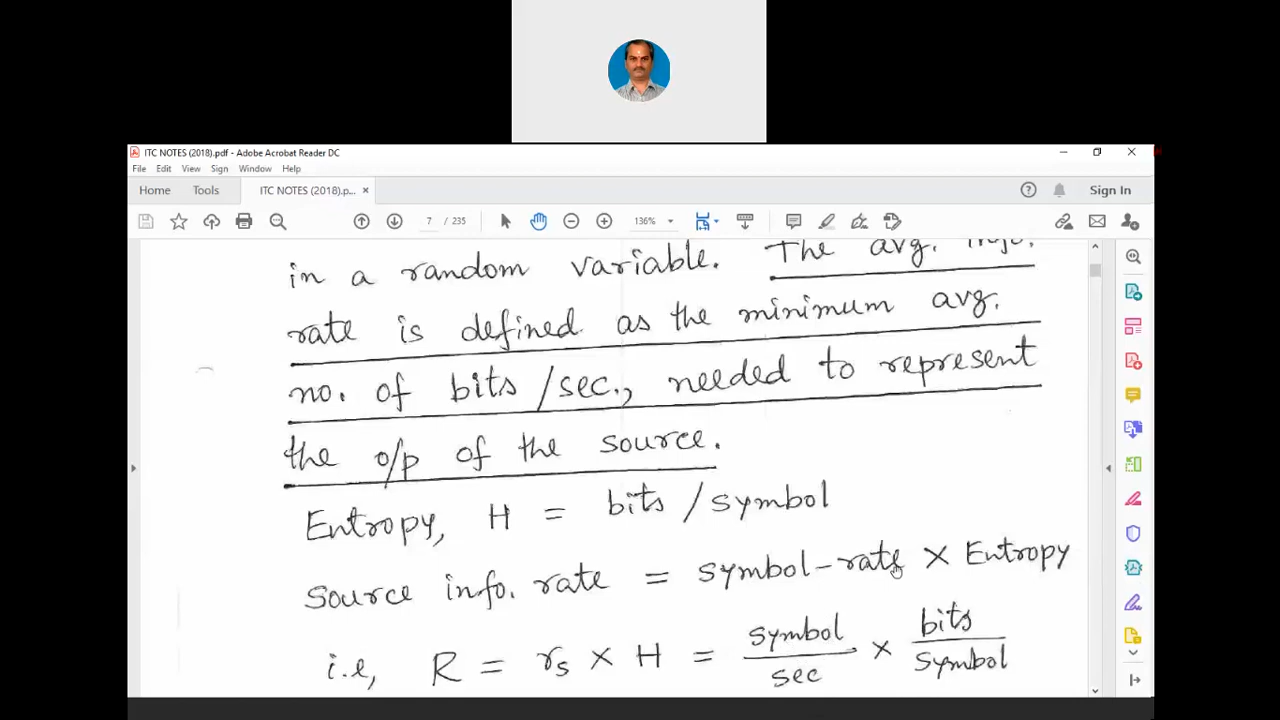 ITC NOTES (2018).pdf - Adobe Acrobat Reader DC
File Edit View Sign Window Help
Home Tools ITC NOTES (2018).p... × Sign In
7 / 235 136%
in a random variable. The avg. info.
rate is defined as the minimum avg.
no. of bits /sec., needed to represent
the o/p of the source.
Entropy, H = bits / symbol
Source info. rate = symbol-rate × Entropy
i.e, R = rs × H = symbol/sec × bits/symbol